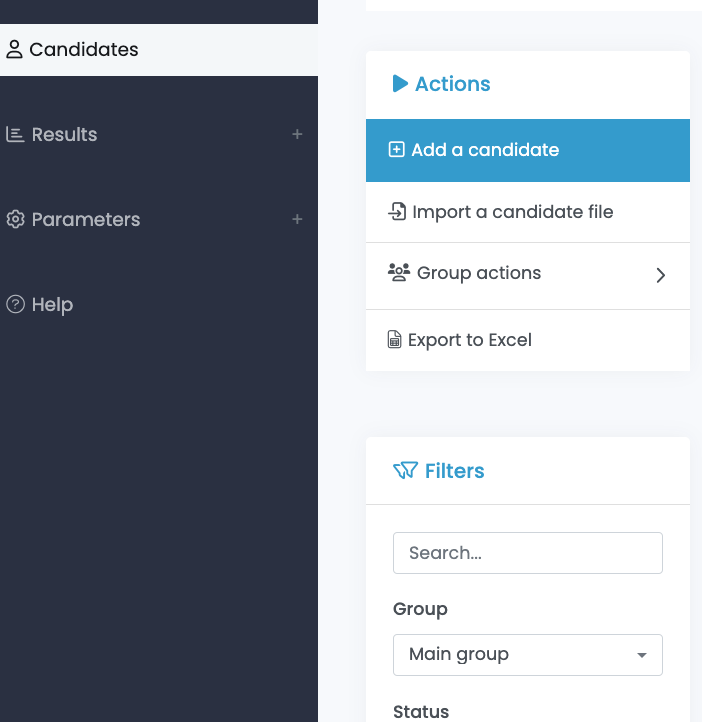 Candidates
Results
Parameters
Help
Actions
Add a candidate
Import a candidate file
Group actions
Export to Excel
Filters
Search...
Group
Main group
Status